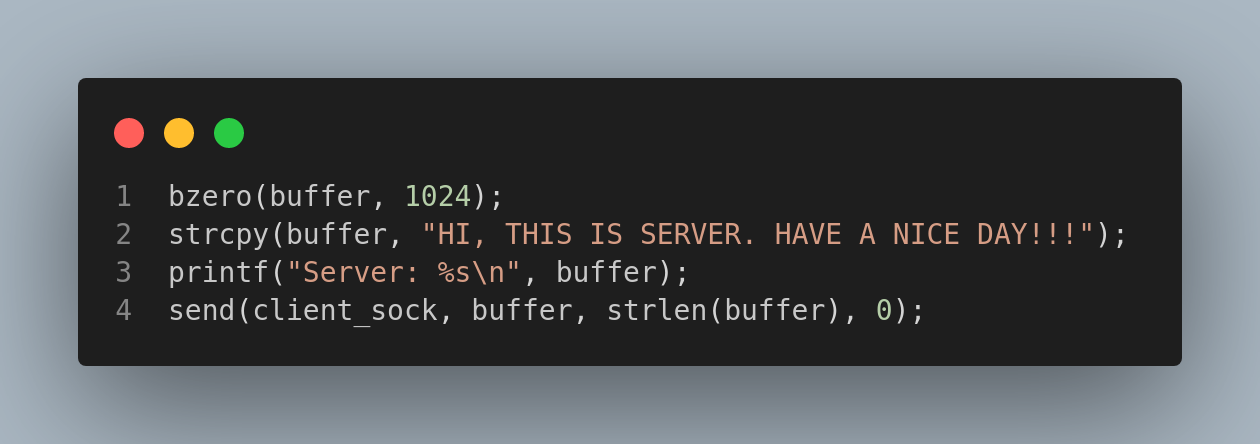 1 bzero(buffer, 1024);
2 strcpy(buffer, "HI, THIS IS SERVER. HAVE A NICE DAY!!!");
3 printf("Server: %s\n", buffer);
4 send(client_sock, buffer, strlen(buffer), 0);